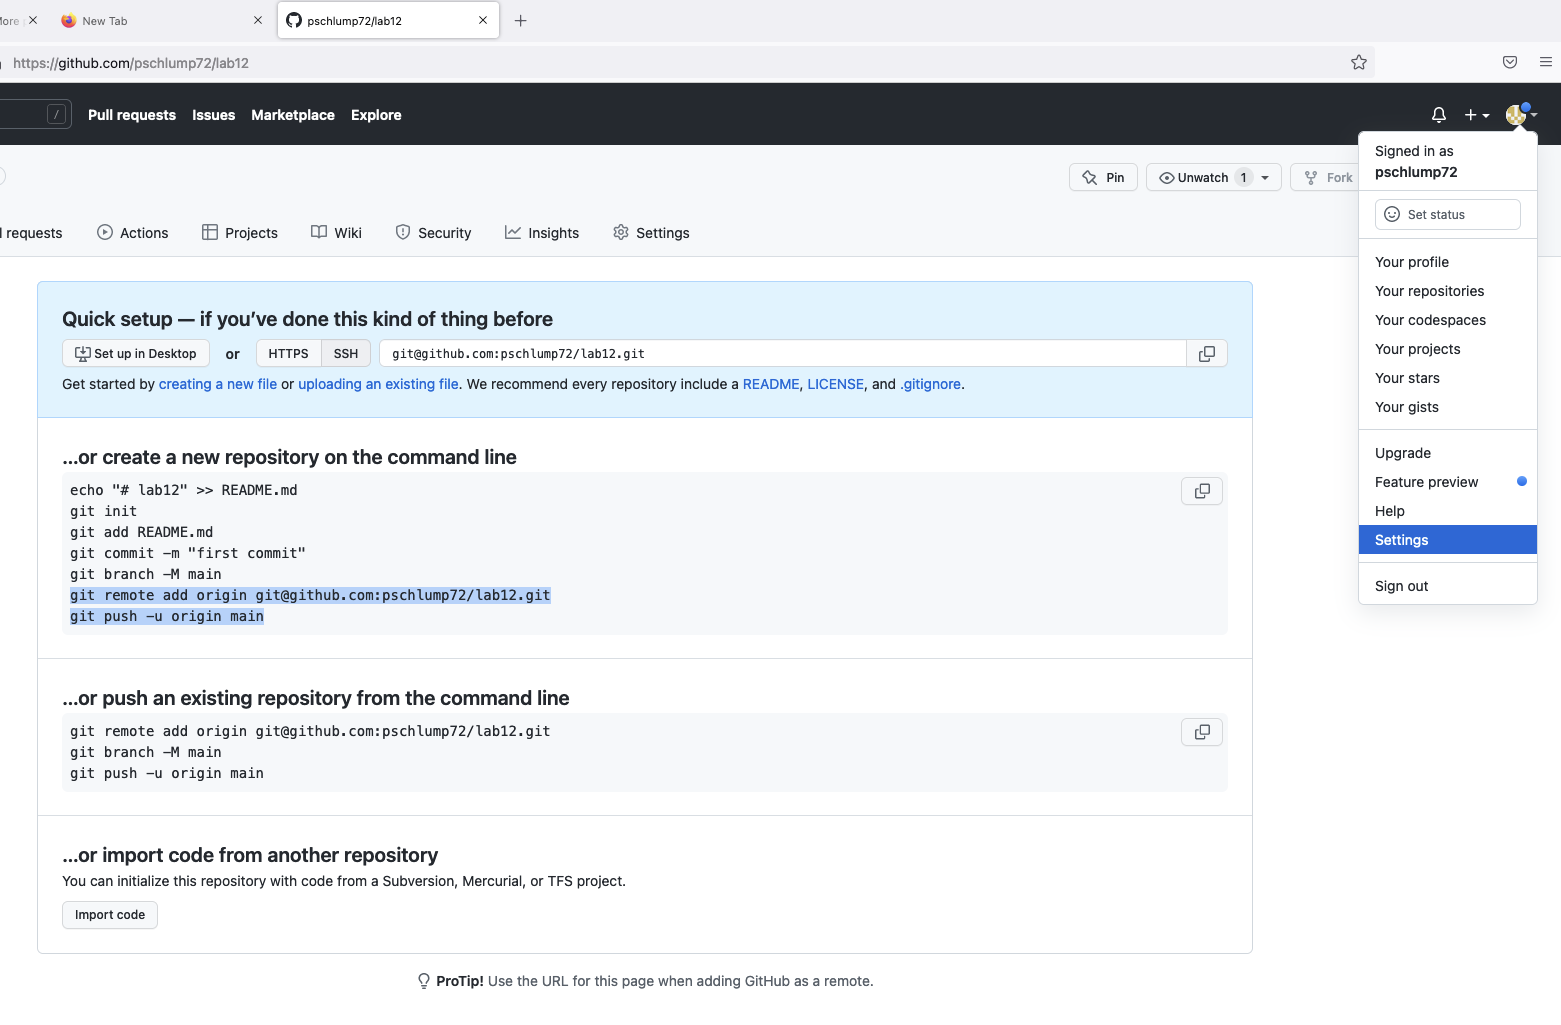 More
New Tab
pschlump72/lab12
https://github.com/pschlump72/lab12
/
Pull requests Issues Marketplace Explore
Pin
Unwatch 1
Fork
requests
Actions
Projects
Wiki
Security
Insights
Settings
Signed in as
pschlump72
Set status
Your profile
Your repositories
Your codespaces
Your projects
Your stars
Your gists
Upgrade
Feature preview
Help
Settings
Sign out
Quick setup — if you’ve done this kind of thing before
Set up in Desktop or HTTPS SSH git@github.com:pschlump72/lab12.git
Get started by creating a new file or uploading an existing file. We recommend every repository include a README, LICENSE, and .gitignore.
…or create a new repository on the command line
echo "# lab12" >> README.md
git init
git add README.md
git commit -m "first commit"
git branch -M main
git remote add origin git@github.com:pschlump72/lab12.git
git push -u origin main
…or push an existing repository from the command line
git remote add origin git@github.com:pschlump72/lab12.git
git branch -M main
git push -u origin main
…or import code from another repository
You can initialize this repository with code from a Subversion, Mercurial, or TFS project.
Import code
ProTip! Use the URL for this page when adding GitHub as a remote.